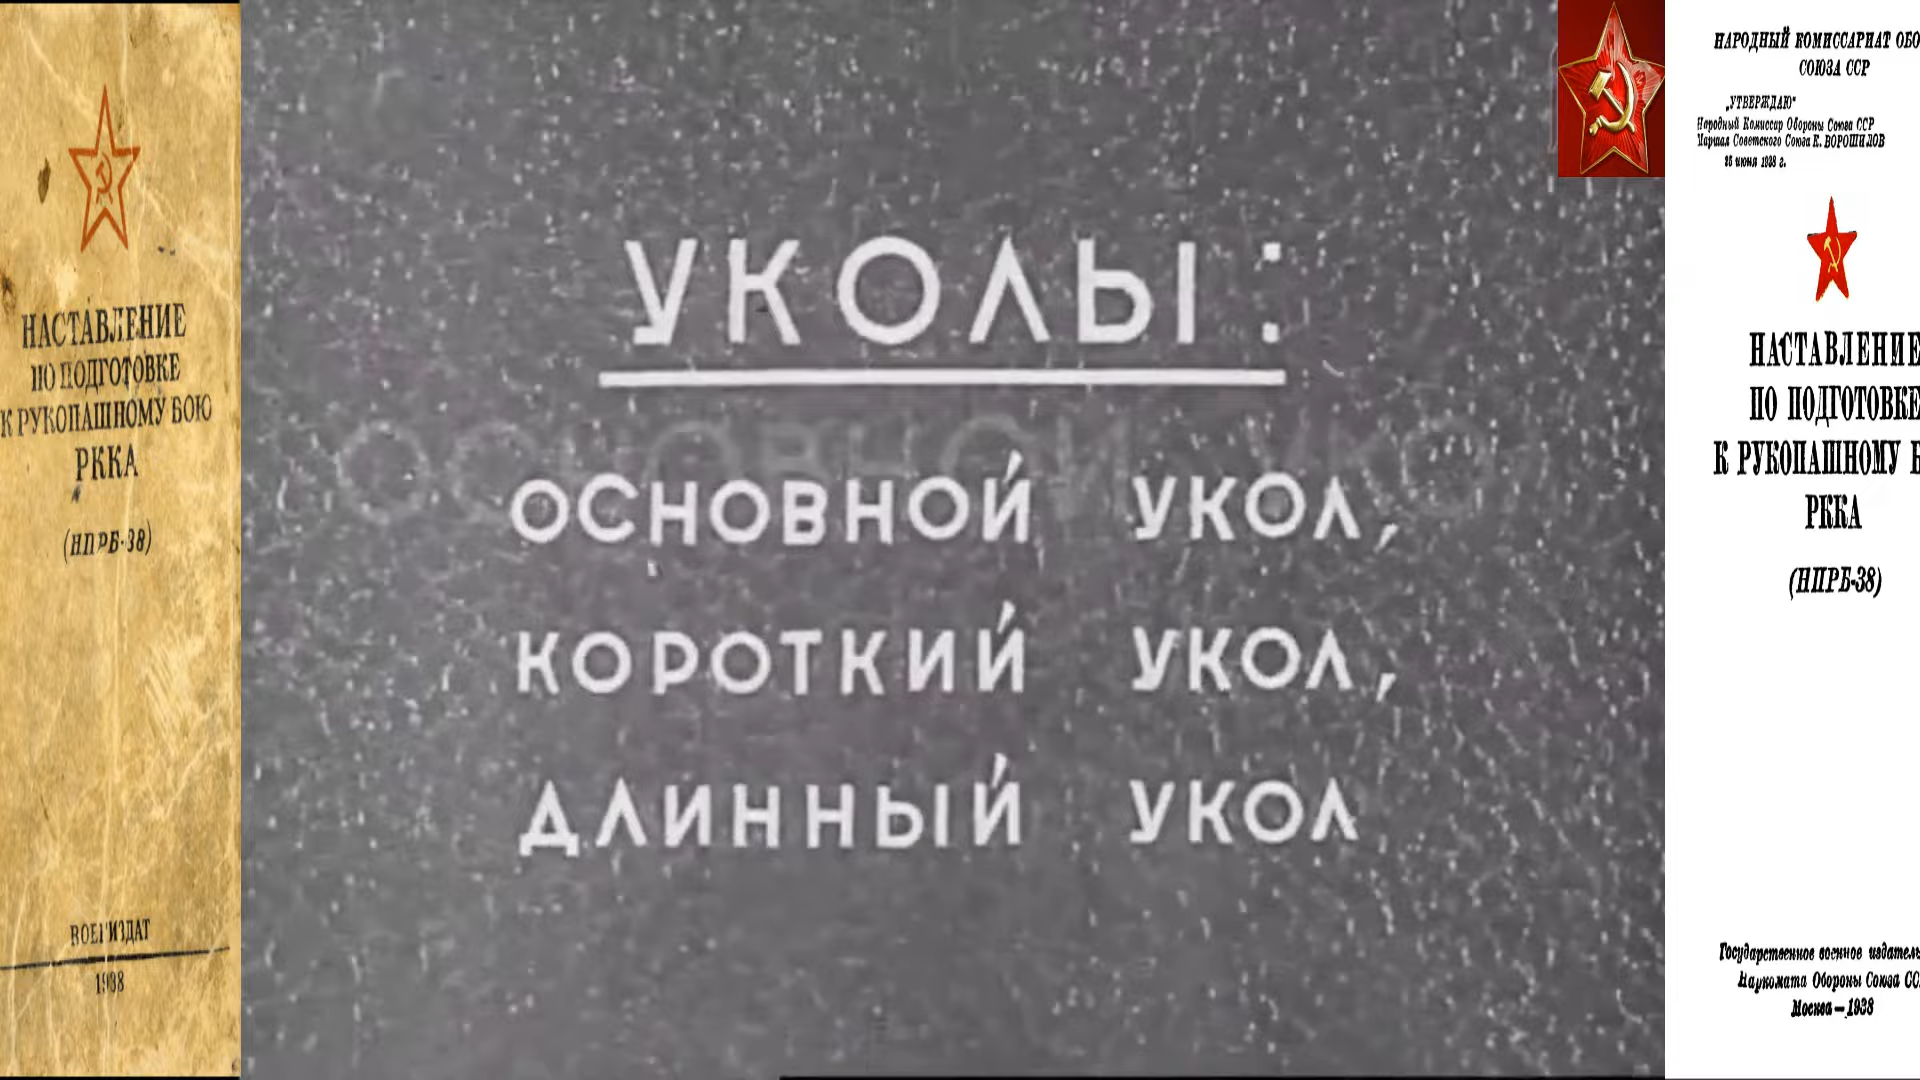 НАСТАВЛЕНИЕ
ПО ПОДГОТОВКЕ
К РУКОПАШНОМУ БОЮ
РККА
(НПРБ-38)
ВОЕНИЗДАТ
1938
УКОЛЫ:
ОСНОВНОЙ УКОЛ,
КОРОТКИЙ УКОЛ,
ДЛИННЫЙ УКОЛ
НАРОДНЫЙ КОМИССАРИАТ ОБО
СОЮЗА ССР
„УТВЕРЖДАЮ“
Народный Комиссар Обороны Союза ССР
Маршал Советского Союза К. ВОРОШИЛОВ
июня 1938 г.
НАСТАВЛЕНИЕ
ПО ПОДГОТОВКЕ
К РУКОПАШНОМУ Б
РККА
(НПРБ-38)
Государственное военное издатель
Наркомата Обороны Союза СС
Москва — 1938